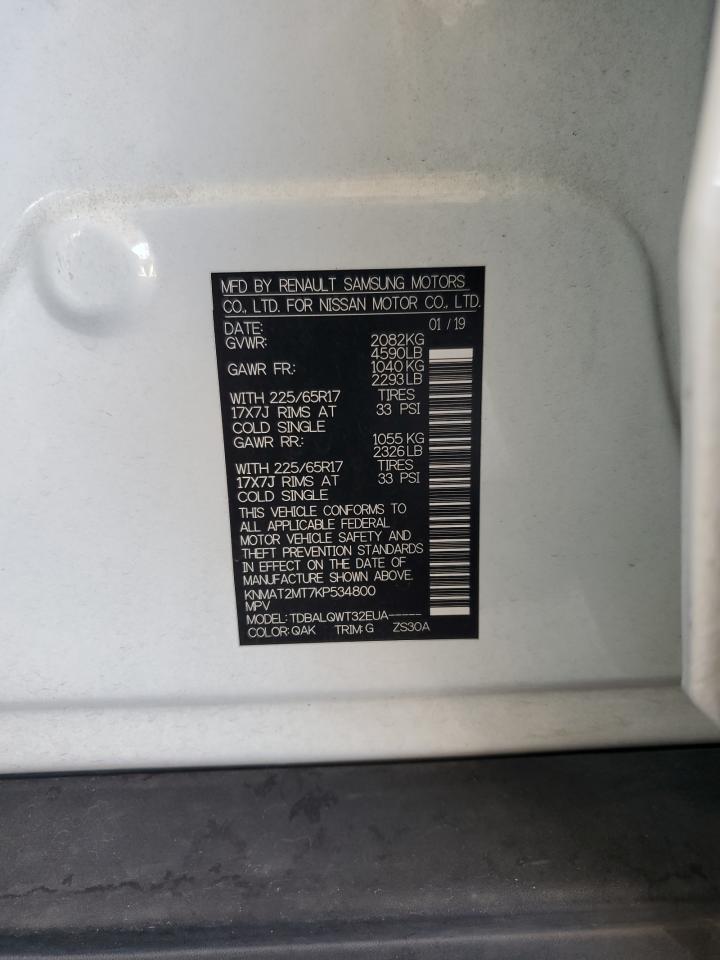 MFD BY RENAULT SAMSUNG MOTORS
CO., LTD. FOR NISSAN MOTOR CO., LTD.
DATE: 01 / 19
GVWR: 2082KG
4590LB
GAWR FR: 1040 KG
2293 LB
WITH 225/65R17 TIRES
17X7J RIMS AT 33 PSI
COLD SINGLE
GAWR RR: 1055 KG
2326 LB
WITH 225/65R17 TIRES
17X7J RIMS AT 33 PSI
COLD SINGLE
THIS VEHICLE CONFORMS TO
ALL APPLICABLE FEDERAL
MOTOR VEHICLE SAFETY AND
THEFT PREVENTION STANDARDS
IN EFFECT ON THE DATE OF
MANUFACTURE SHOWN ABOVE.
KNMAT2MT7KP534800
MPV
MODEL: TDBALQWT32EUA-----
COLOR: QAK TRIM: G ZS30A